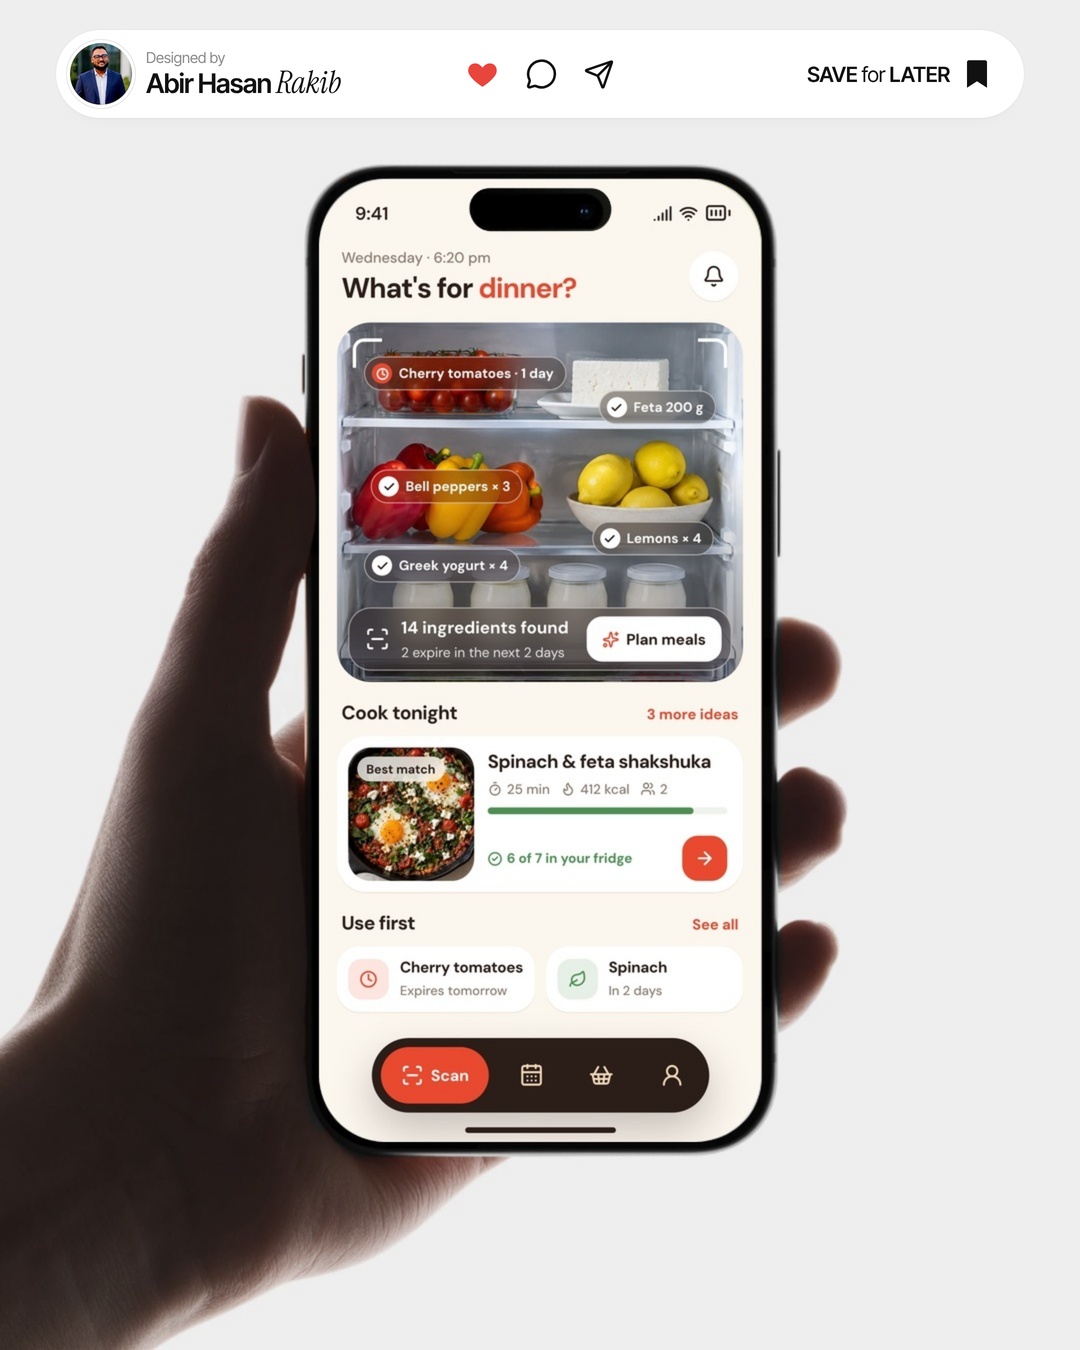 Designed by
Abir Hasan Rakib
SAVE for LATER
9:41
Wednesday · 6:20 pm
What's for dinner?
Cherry tomatoes · 1 day
Feta 200 g
Bell peppers × 3
Lemons × 4
Greek yogurt × 4
14 ingredients found
2 expire in the next 2 days
Plan meals
Cook tonight
3 more ideas
Best match
Spinach & feta shakshuka
25 min 412 kcal 2
6 of 7 in your fridge
Use first
See all
Cherry tomatoes
Expires tomorrow
Spinach
In 2 days
Scan